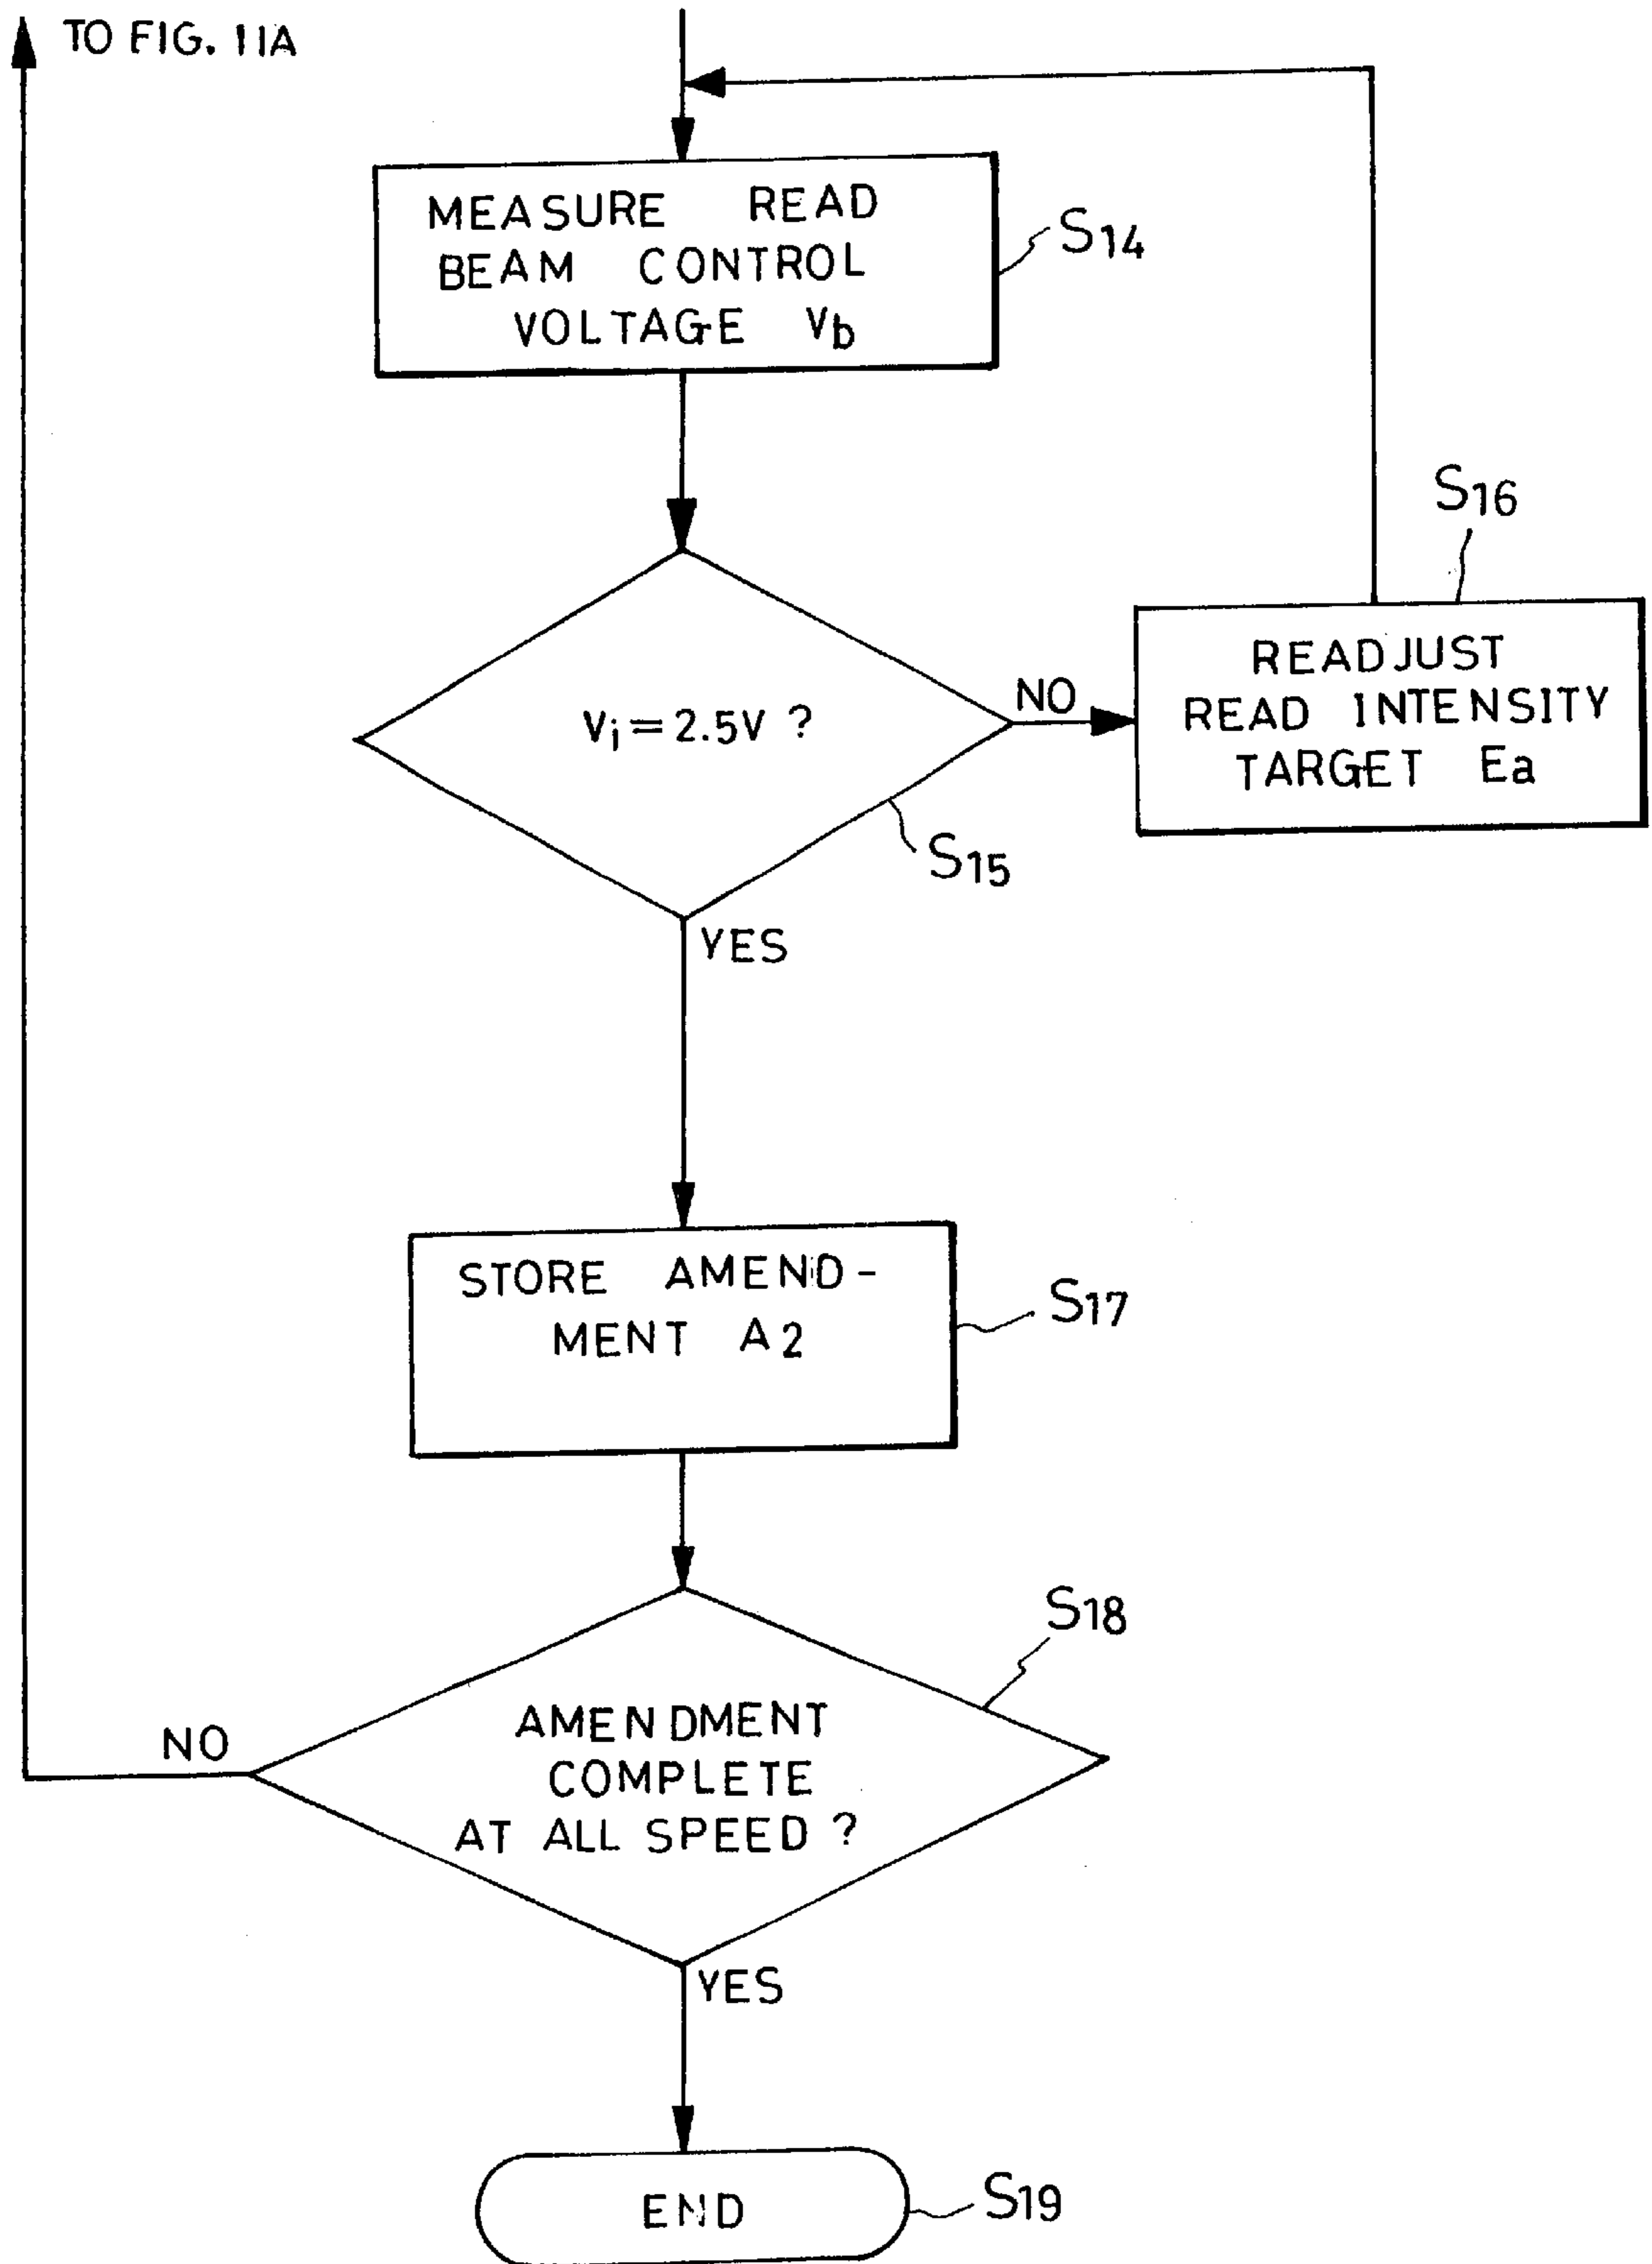 TO FIG. 11A
MEASURE READ
BEAM CONTROL
VOLTAGE Vb
S14
S16
READJUST
READ INTENSITY
TARGET Ea
Vi=2.5V ?
NO
S15
YES
STORE AMEND-
MENT A2
S17
S18
AMENDMENT
COMPLETE
AT ALL SPEED ?
NO
YES
END
S19